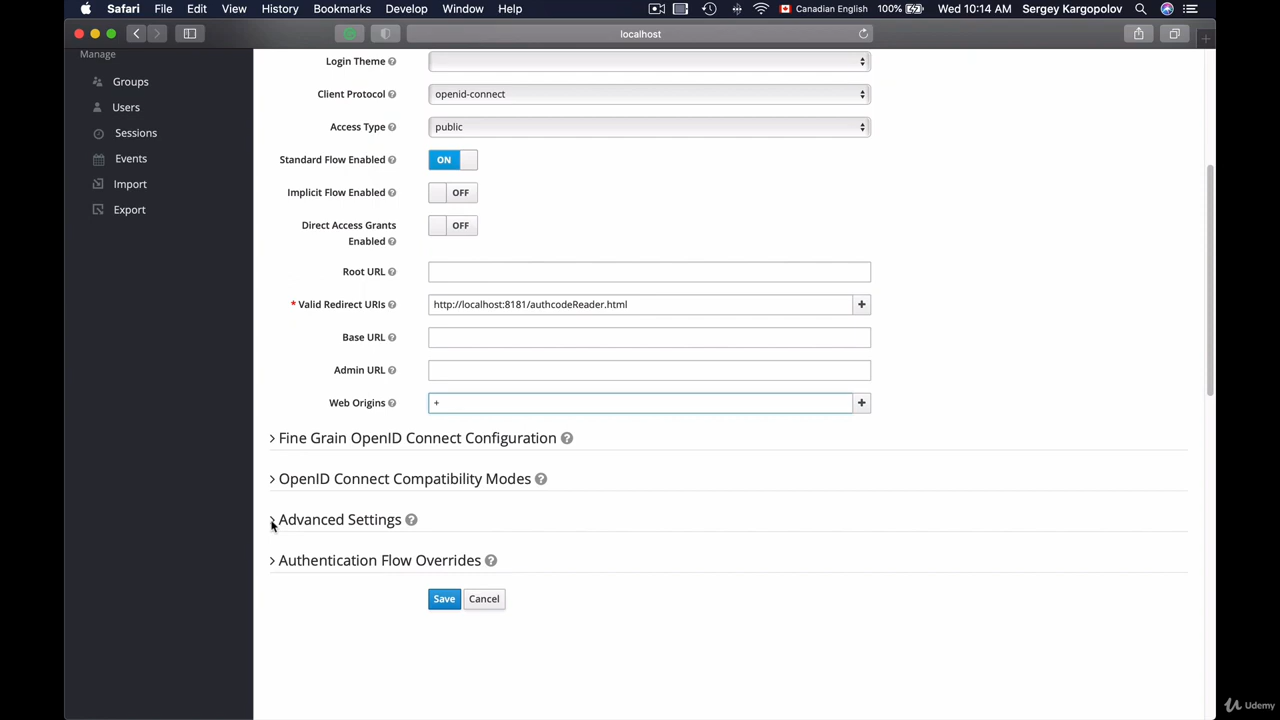 Safari File Edit View History Bookmarks Develop Window Help Canadian English 100% Wed 10:14 AM Sergey Kargopolov
localhost
Manage
Groups
Users
Sessions
Events
Import
Export
Login Theme
Client Protocol openid-connect
Access Type public
Standard Flow Enabled ON
Implicit Flow Enabled OFF
Direct Access Grants Enabled OFF
Root URL
* Valid Redirect URIs http://localhost:8181/authcodeReader.html +
Base URL
Admin URL
Web Origins + +
Fine Grain OpenID Connect Configuration
OpenID Connect Compatibility Modes
Advanced Settings
Authentication Flow Overrides
Save Cancel
Udemy